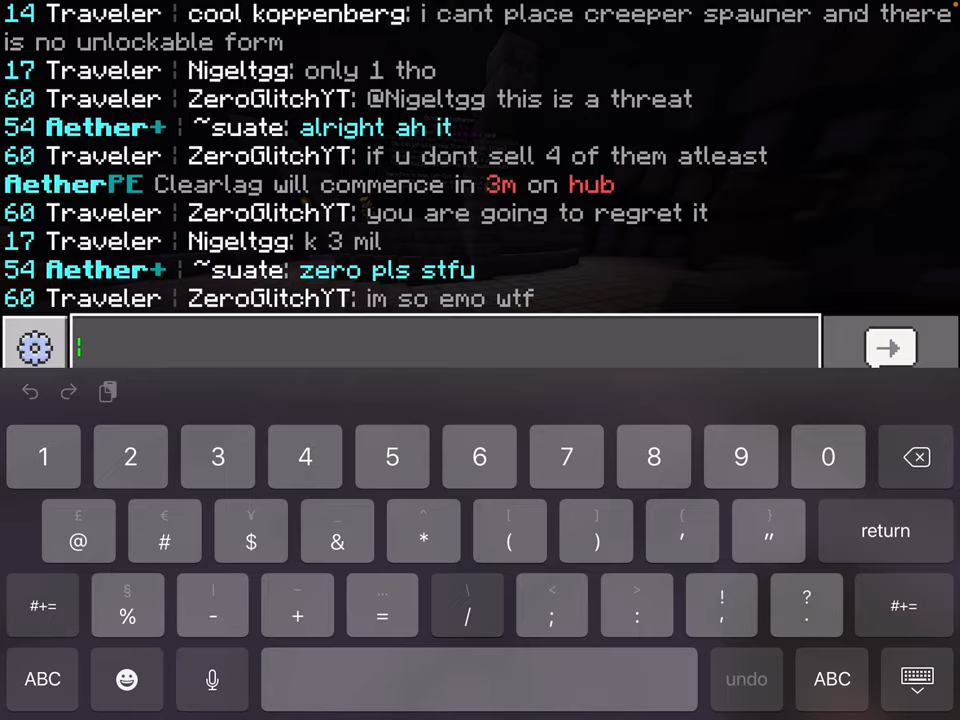 14 Traveler ¦ cool koppenberg: i cant place creeper spawner and there
is no unlockable form
17 Traveler ¦ Nigeltgg: only 1 tho
60 Traveler ¦ ZeroGlitchYT: @Nigeltgg this is a threat
54 Aether+ ¦ ~suate: alright ah it
60 Traveler ¦ ZeroGlitchYT: if u dont sell 4 of them atleast
AetherPE Clearlag will commence in 3m on hub
60 Traveler ¦ ZeroGlitchYT: you are going to regret it
17 Traveler ¦ Nigeltgg: k 3 mil
54 Aether+ ¦ ~suate: zero pls stfu
60 Traveler ¦ ZeroGlitchYT: im so emo wtf
1 2 3 4 5 6 7 8 9 0
£ € ¥ _ ^ [ ] { }
@ # $ & * ( ) ' " return
§ | ~ … \ < > ! ?
#+= % - + = / ; : , . #+=
ABC undo ABC